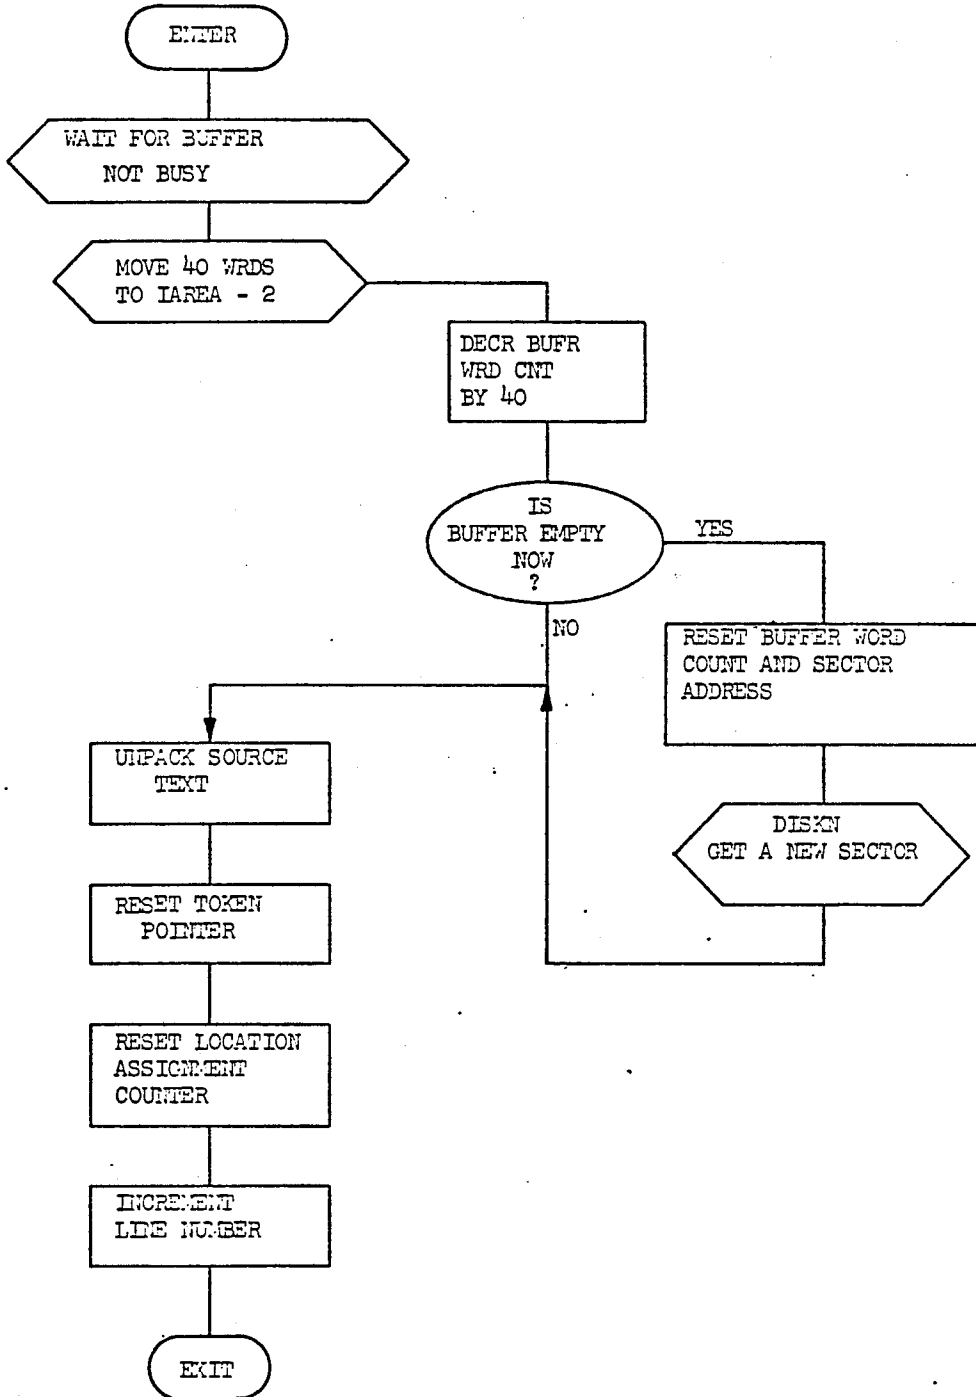 ENTER
WAIT FOR BUFFER
NOT BUSY
MOVE 40 WRDS
TO IAREA - 2
DECR BUFR
WRD CNT
BY 40
IS
BUFFER EMPTY
NOW
?
YES
NO
RESET BUFFER WORD
COUNT AND SECTOR
ADDRESS
DISKN
GET A NEW SECTOR
UNPACK SOURCE
TEXT
RESET TOKEN
POINTER
RESET LOCATION
ASSIGNMENT
COUNTER
INCREMENT
LINE NUMBER
EXIT